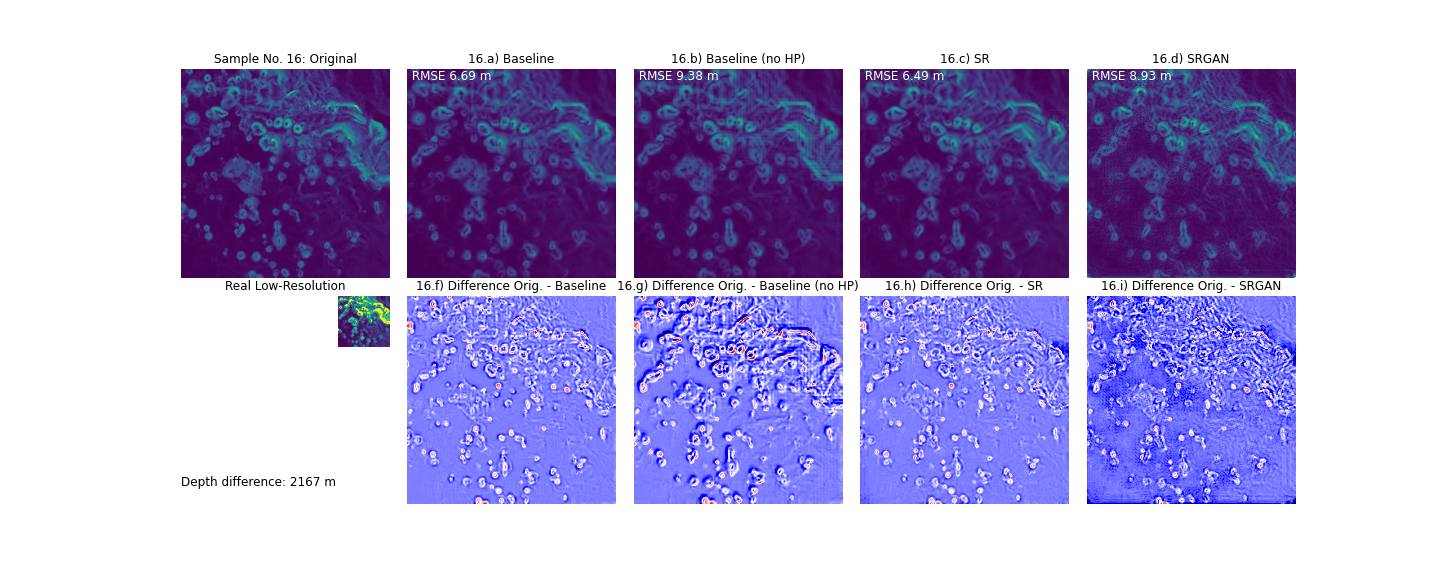 Sample No. 16: Original
16.a) Baseline
16.b) Baseline (no HP)
16.c) SR
16.d) SRGAN
RMSE 6.69 m
RMSE 9.38 m
RMSE 6.49 m
RMSE 8.93 m
Real Low-Resolution
16.f) Difference Orig. - Baseline
16.g) Difference Orig. - Baseline (no HP)
16.h) Difference Orig. - SR
16.i) Difference Orig. - SRGAN
Depth difference: 2167 m